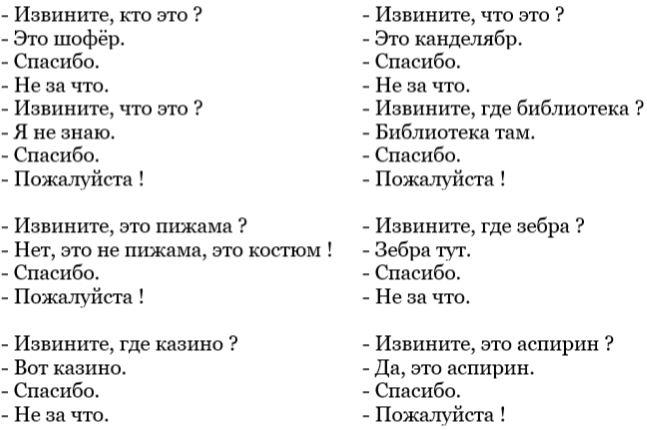 - Извините, кто это ?
- Это шофёр.
- Спасибо.
- Не за что.
- Извините, что это ?
- Я не знаю.
- Спасибо.
- Пожалуйста !
- Извините, это пижама ?
- Нет, это не пижама, это костюм !
- Спасибо.
- Пожалуйста !
- Извините, где казино ?
- Вот казино.
- Спасибо.
- Не за что.
- Извините, что это ?
- Это канделябр.
- Спасибо.
- Не за что.
- Извините, где библиотека ?
- Библиотека там.
- Спасибо.
- Пожалуйста !
- Извините, где зебра ?
- Зебра тут.
- Спасибо.
- Не за что.
- Извините, это аспирин ?
- Да, это аспирин.
- Спасибо.
- Пожалуйста !